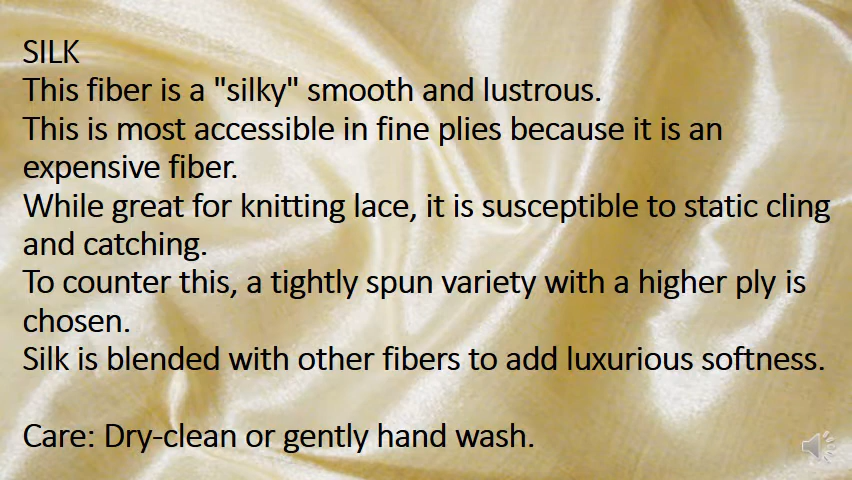 SILK
This fiber is a "silky" smooth and lustrous.
This is most accessible in fine plies because it is an
expensive fiber.
While great for knitting lace, it is susceptible to static cling
and catching.
To counter this, a tightly spun variety with a higher ply is
chosen.
Silk is blended with other fibers to add luxurious softness.
Care: Dry-clean or gently hand wash.